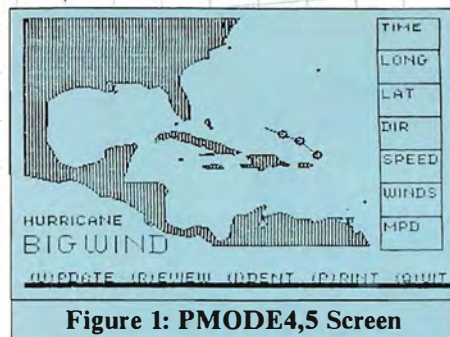 TIME
LONG
LAT
DIR
SPEED
WINDS
MPD
HURRICANE
BIGWIND
(U)PDATE (R)EVIEW (I)DENT (P)RINT (Q)UIT
Figure 1: PMODE4,5 Screen